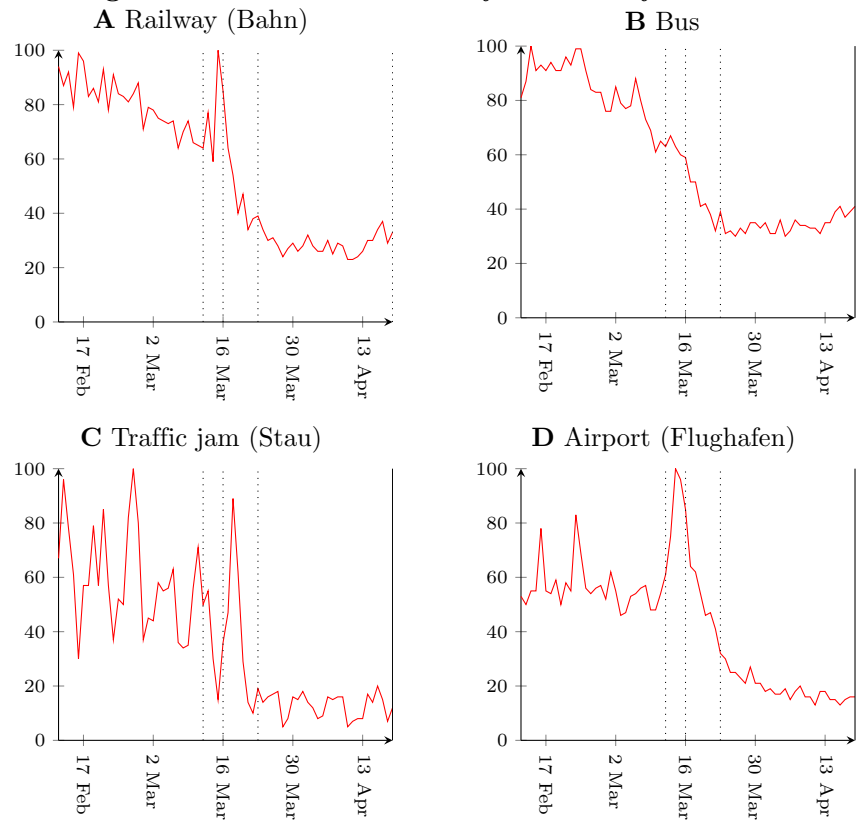 A Railway (Bahn)
100
80
60
40
20
0
17 Feb
2 Mar
16 Mar
30 Mar
13 Apr
B Bus
100
80
60
40
20
0
17 Feb
2 Mar
16 Mar
30 Mar
13 Apr
C Traffic jam (Stau)
100
80
60
40
20
0
17 Feb
2 Mar
16 Mar
30 Mar
13 Apr
D Airport (Flughafen)
100
80
60
40
20
0
17 Feb
2 Mar
16 Mar
30 Mar
13 Apr